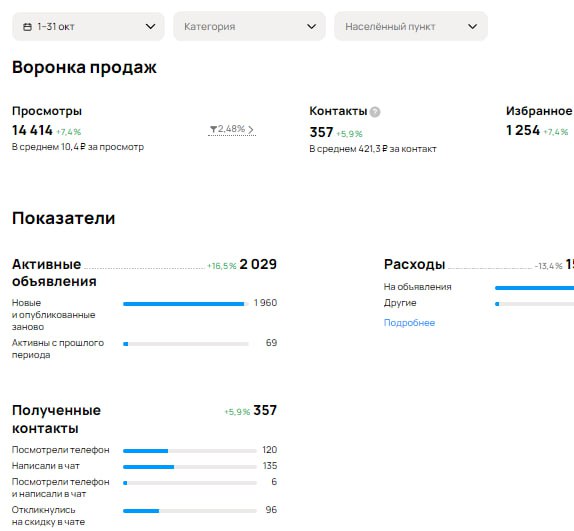 1–31 окт Категория Населённый пункт
Воронка продаж
Просмотры
14 414 +7,4%
В среднем 10,4 ₽ за просмотр
2,48%
Контакты ?
357 +5,9%
В среднем 421,3 ₽ за контакт
Избранное
1 254 +7,4%
Показатели
Активные объявления +16,5% 2 029
Новые
и опубликованные
заново 1 960
Активны с прошлого
периода 69
Расходы -13,4%
На объявления
Другие
Подробнее
Полученные
контакты +5,9% 357
Посмотрели телефон 120
Написали в чат 135
Посмотрели телефон
и написали в чат 6
Откликнулись
на скидку в чате 96